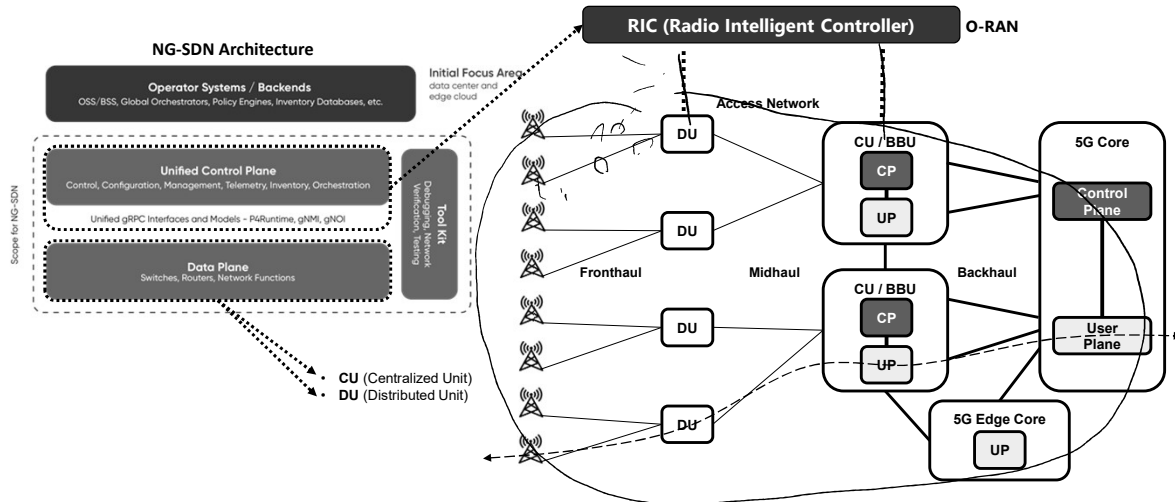 RIC (Radio Intelligent Controller)
O-RAN
NG-SDN Architecture
Operator Systems / Backends
OSS/BSS, Global Orchestrators, Policy Engines, Inventory Databases, etc.
Initial Focus Area
data center and
edge cloud
Scope for NG-SDN
Unified Control Plane
Control, Configuration, Management, Telemetry, Inventory, Orchestration
Unified gRPC Interfaces and Models - P4Runtime, gNMI, gNOI
Data Plane
Switches, Routers, Network Functions
Tool Kit
Debugging, Network
Verification, Testing
• CU (Centralized Unit)
• DU (Distributed Unit)
Access Network
DU
DU
DU
DU
Fronthaul
Midhaul
Backhaul
CU / BBU
CP
UP
CU / BBU
CP
UP
5G Core
Control
Plane
User
Plane
5G Edge Core
UP